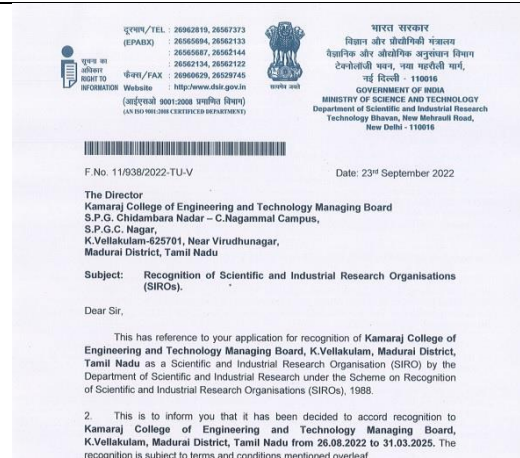 दूरभाष/TEL : 26962819, 26567373
(EPABX) : 26565694, 26562133
: 26565687, 26562144
: 26562134, 26562122
फैक्स/FAX : 26960629, 26529745
Website : http://www.dsir.gov.in
(आईएसओ 9001:2008 प्रमाणित विभाग)
(AN ISO 9001:2008 CERTIFIED DEPARTMENT)
सूचना का
अधिकार
RIGHT TO
INFORMATION
सत्यमेव जयते
भारत सरकार
विज्ञान और प्रौद्योगिकी मंत्रालय
वैज्ञानिक और औद्योगिक अनुसंधान विभाग
टेक्नोलॉजी भवन, नया महरौली मार्ग,
नई दिल्ली - 110016
GOVERNMENT OF INDIA
MINISTRY OF SCIENCE AND TECHNOLOGY
Department of Scientific and Industrial Research
Technology Bhavan, New Mehrauli Road,
New Delhi - 110016
F.No. 11/938/2022-TU-V Date: 23rd September 2022
The Director
Kamaraj College of Engineering and Technology Managing Board
S.P.G. Chidambara Nadar – C.Nagammal Campus,
S.P.G.C. Nagar,
K.Vellakulam-625701, Near Virudhunagar,
Madurai District, Tamil Nadu
Subject: Recognition of Scientific and Industrial Research Organisations
(SIROs).
Dear Sir,
This has reference to your application for recognition of Kamaraj College of
Engineering and Technology Managing Board, K.Vellakulam, Madurai District,
Tamil Nadu as a Scientific and Industrial Research Organisation (SIRO) by the
Department of Scientific and Industrial Research under the Scheme on Recognition
of Scientific and Industrial Research Organisations (SIROs), 1988.
2. This is to inform you that it has been decided to accord recognition to
Kamaraj College of Engineering and Technology Managing Board,
K.Vellakulam, Madurai District, Tamil Nadu from 26.08.2022 to 31.03.2025. The
recognition is subject to terms and conditions mentioned overleaf.